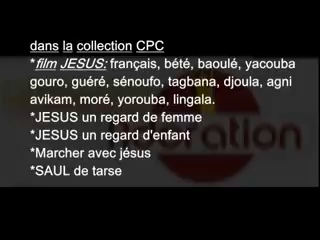 dans la collection CPC
*film JESUS: français, bété, baoulé, yacouba
gouro, guéré, sénoufo, tagbana, djoula, agni
avikam, moré, yorouba, lingala.
*JESUS un regard de femme
*JESUS un regard d'enfant
*Marcher avec jésus
*SAUL de tarse